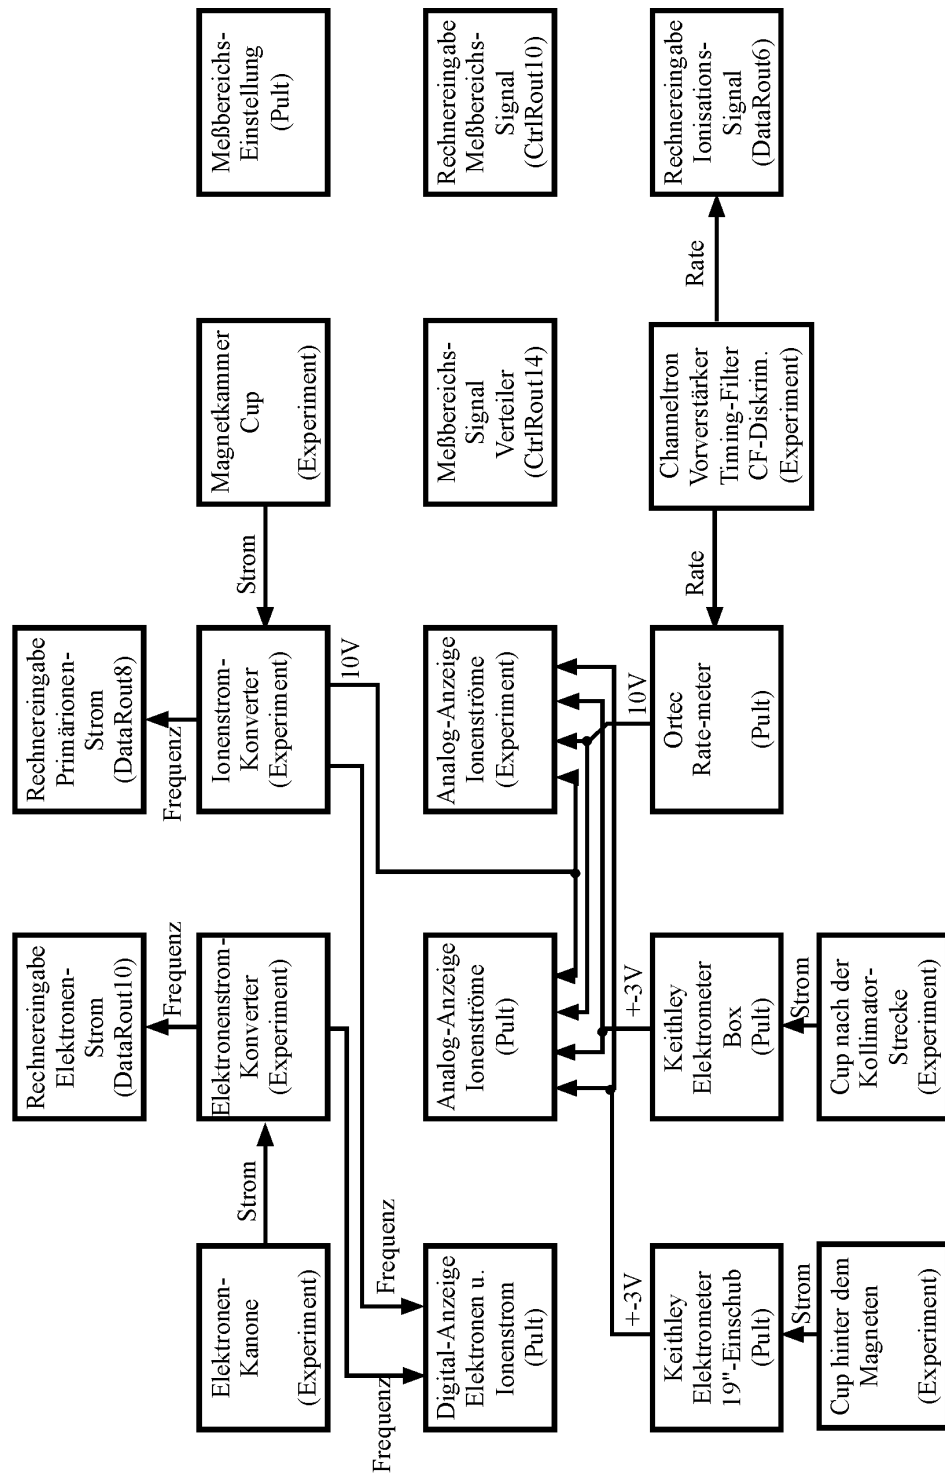 Rechnereingabe
Elektronen-
Strom
(DataRout10)
Rechnereingabe
Primärionen-
Strom
(DataRout8)
Frequenz
Frequenz
Elektronen-
Kanone
(Experiment)
Strom
Elektronenstrom-
Konverter
(Experiment)
Ionenstrom-
Konverter
(Experiment)
Strom
Magnetkammer
Cup
(Experiment)
Meßbereichs-
Einstellung
(Pult)
Frequenz
Frequenz
10V
Digital-Anzeige
Elektronen u.
Ionenstrom
(Pult)
Analog-Anzeige
Ionenströme
(Pult)
Analog-Anzeige
Ionenströme
(Experiment)
Meßbereichs-
Signal
Verteiler
(CtrlRout14)
Rechnereingabe
Meßbereichs-
Signal
(CtrlRout10)
+-3V
+-3V
10V
Keithley
Elektrometer
19"-Einschub
(Pult)
Keithley
Elektrometer
Box
(Pult)
Ortec
Rate-meter
(Pult)
Rate
Channeltron
Vorverstärker
Timing-Filter
CF-Diskrim.
(Experiment)
Rate
Rechnereingabe
Ionisations-
Signal
(DataRout6)
Strom
Strom
Cup hinter dem
Magneten
(Experiment)
Cup nach der
Kollimator-
Strecke
(Experiment)